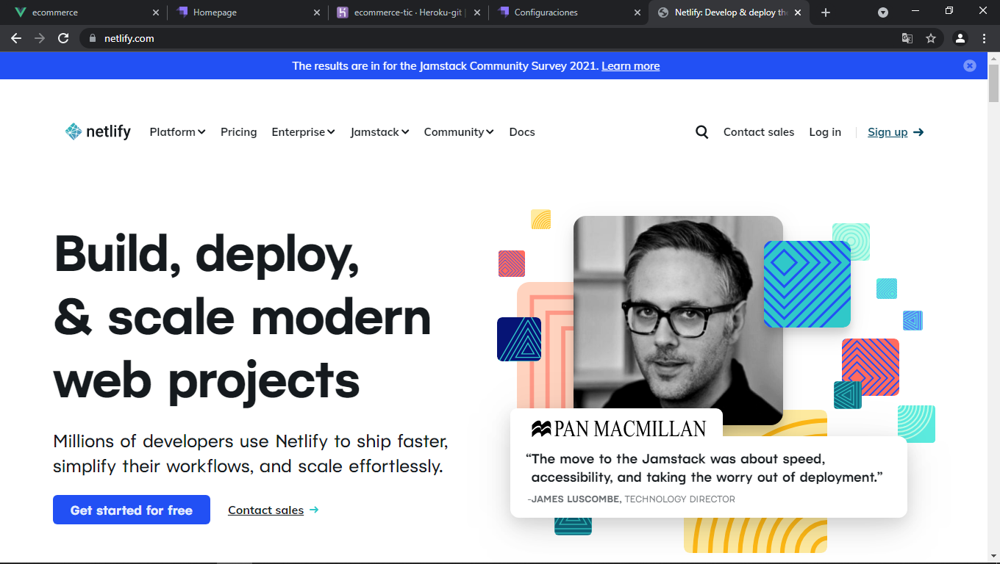 ecommerce
Homepage
ecommerce-tic · Heroku-git |
Configuraciones
Netlify: Develop & deploy the
netlify.com
The results are in for the Jamstack Community Survey 2021. Learn more
netlify Platform Pricing Enterprise Jamstack Community Docs Contact sales Log in Sign up
Build, deploy,
& scale modern
web projects
Millions of developers use Netlify to ship faster,
simplify their workflows, and scale effortlessly.
Get started for free Contact sales
PAN MACMILLAN
“The move to the Jamstack was about speed,
accessibility, and taking the worry out of deployment.”
-JAMES LUSCOMBE, TECHNOLOGY DIRECTOR